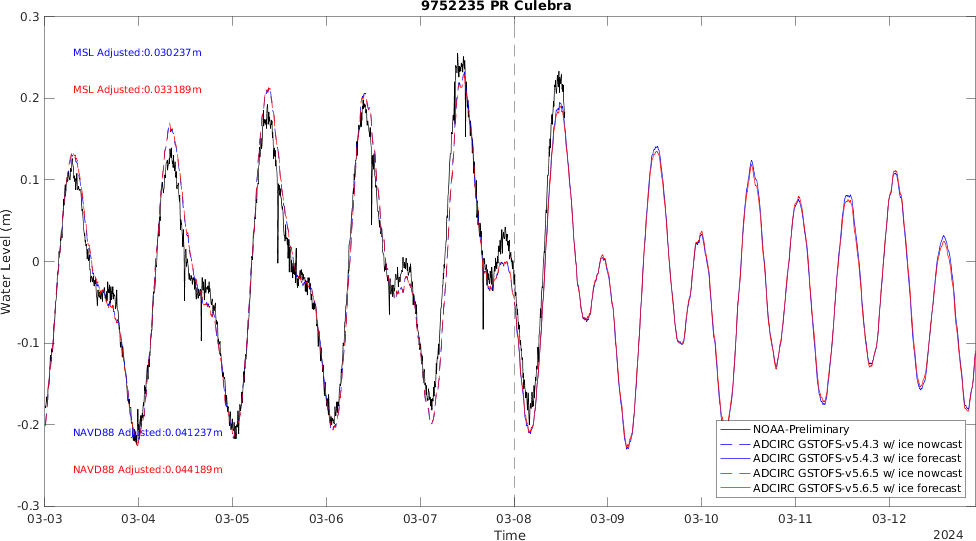 9752235 PR Culebra
0.3
MSL Adjusted:0.030237m
MSL Adjusted:0.033189m
0.2
0.1
Water Level (m)
0
-0.1
-0.2
NAVD88 Adjusted:0.041237m
NAVD88 Adjusted:0.044189m
NOAA-Preliminary
ADCIRC GSTOFS-v5.4.3 w/ ice nowcast
ADCIRC GSTOFS-v5.4.3 w/ ice forecast
ADCIRC GSTOFS-v5.6.5 w/ ice nowcast
ADCIRC GSTOFS-v5.6.5 w/ ice forecast
-0.3
03-03 03-04 03-05 03-06 03-07 03-08 03-09 03-10 03-11 03-12
Time
2024